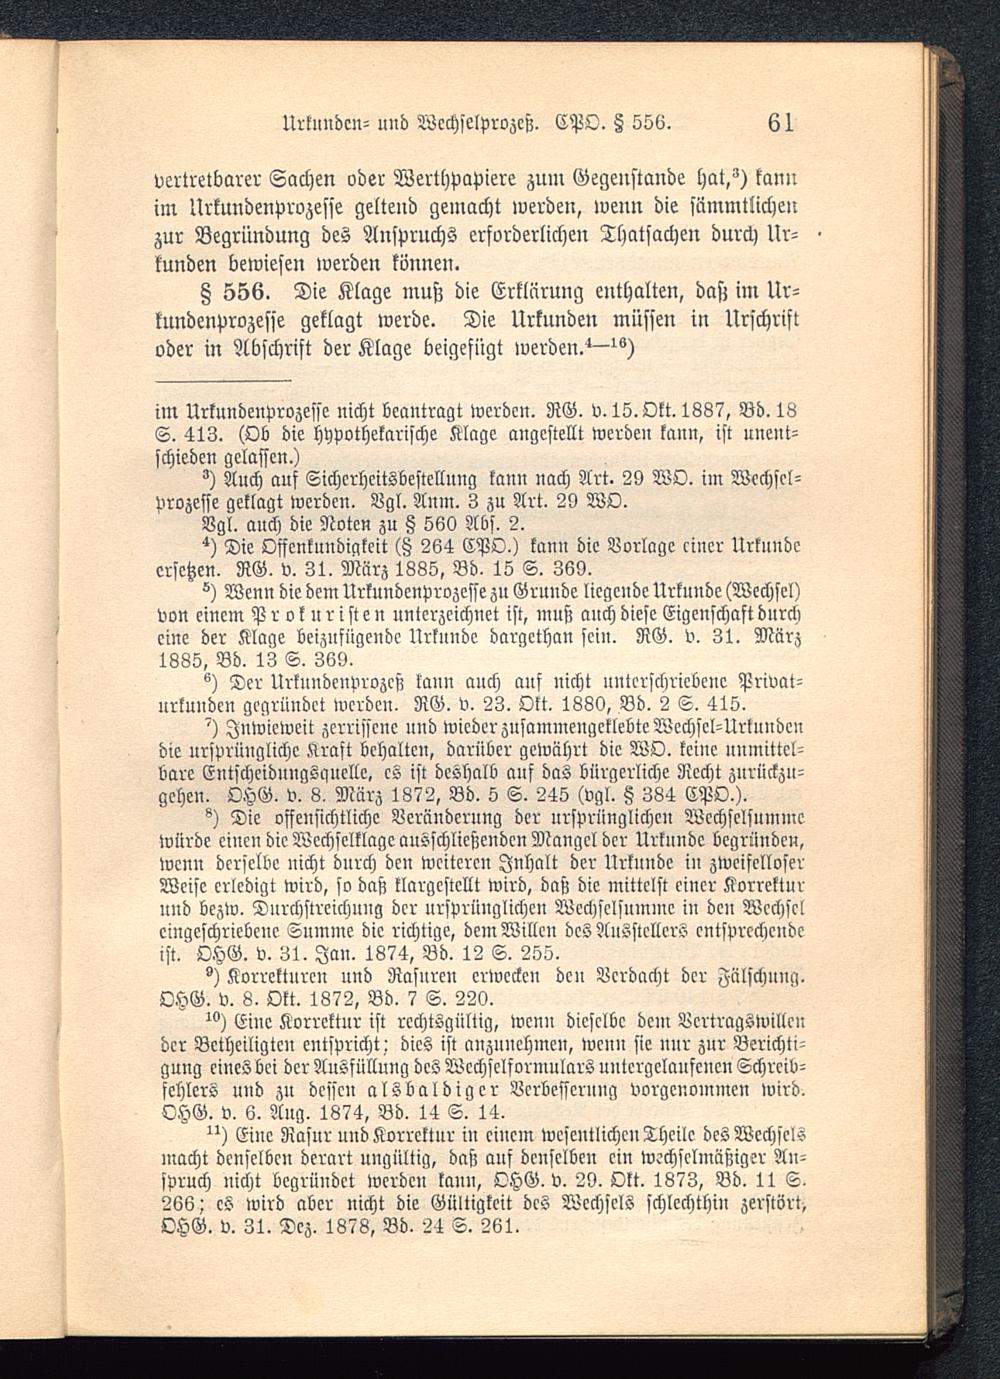 Urkunden- und Wechselprozeß. CPO. § 556. 61
vertretbarer Sachen oder Werthpapiere zum Gegenstande hat,³) kann
im Urkundenprozesse geltend gemacht werden, wenn die sämmtlichen
zur Begründung des Anspruchs erforderlichen Thatsachen durch Ur-
kunden bewiesen werden können.
§ 556. Die Klage muß die Erklärung enthalten, daß im Ur-
kundenprozesse geklagt werde. Die Urkunden müssen in Urschrift
oder in Abschrift der Klage beigefügt werden.⁴—¹⁶)
im Urkundenprozesse nicht beantragt werden. RG. v. 15. Okt. 1887, Bd. 18
S. 413. (Ob die hypothekarische Klage angestellt werden kann, ist unent-
schieden gelassen.)
³) Auch auf Sicherheitsbestellung kann nach Art. 29 WO. im Wechsel-
prozesse geklagt werden. Vgl. Anm. 3 zu Art. 29 WO.
Vgl. auch die Noten zu § 560 Abs. 2.
⁴) Die Offenkundigkeit (§ 264 CPO.) kann die Vorlage einer Urkunde
ersetzen. RG. v. 31. März 1885, Bd. 15 S. 369.
⁵) Wenn die dem Urkundenprozesse zu Grunde liegende Urkunde (Wechsel)
von einem Prokuristen unterzeichnet ist, muß auch diese Eigenschaft durch
eine der Klage beizufügende Urkunde dargethan sein. RG. v. 31. März
1885, Bd. 13 S. 369.
⁶) Der Urkundenprozeß kann auch auf nicht unterschriebene Privat-
urkunden gegründet werden. RG. v. 23. Okt. 1880, Bd. 2 S. 415.
⁷) Inwieweit zerrissene und wieder zusammengeklebte Wechsel-Urkunden
die ursprüngliche Kraft behalten, darüber gewährt die WO. keine unmittel-
bare Entscheidungsquelle, es ist deshalb auf das bürgerliche Recht zurückzu-
gehen. OHG. v. 8. März 1872, Bd. 5 S. 245 (vgl. § 384 CPO.).
⁸) Die offensichtliche Veränderung der ursprünglichen Wechselsumme
würde einen die Wechselklage ausschließenden Mangel der Urkunde begründen,
wenn derselbe nicht durch den weiteren Inhalt der Urkunde in zweifelloser
Weise erledigt wird, so daß klargestellt wird, daß die mittelst einer Korrektur
und bezw. Durchstreichung der ursprünglichen Wechselsumme in den Wechsel
eingeschriebene Summe die richtige, dem Willen des Ausstellers entsprechende
ist. OHG. v. 31. Jan. 1874, Bd. 12 S. 255.
⁹) Korrekturen und Rasuren erwecken den Verdacht der Fälschung.
OHG. v. 8. Okt. 1872, Bd. 7 S. 220.
¹⁰) Eine Korrektur ist rechtsgültig, wenn dieselbe dem Vertragswillen
der Betheiligten entspricht; dies ist anzunehmen, wenn sie nur zur Berichti-
gung eines bei der Ausfüllung des Wechselformulars untergelaufenen Schreib-
fehlers und zu dessen alsbaldiger Verbesserung vorgenommen wird.
OHG. v. 6. Aug. 1874, Bd. 14 S. 14.
¹¹) Eine Rasur und Korrektur in einem wesentlichen Theile des Wechsels
macht denselben derart ungültig, daß auf denselben ein wechselmäßiger An-
spruch nicht begründet werden kann, OHG. v. 29. Okt. 1873, Bd. 11 S.
266; es wird aber nicht die Gültigkeit des Wechsels schlechthin zerstört,
OHG. v. 31. Dez. 1878, Bd. 24 S. 261.